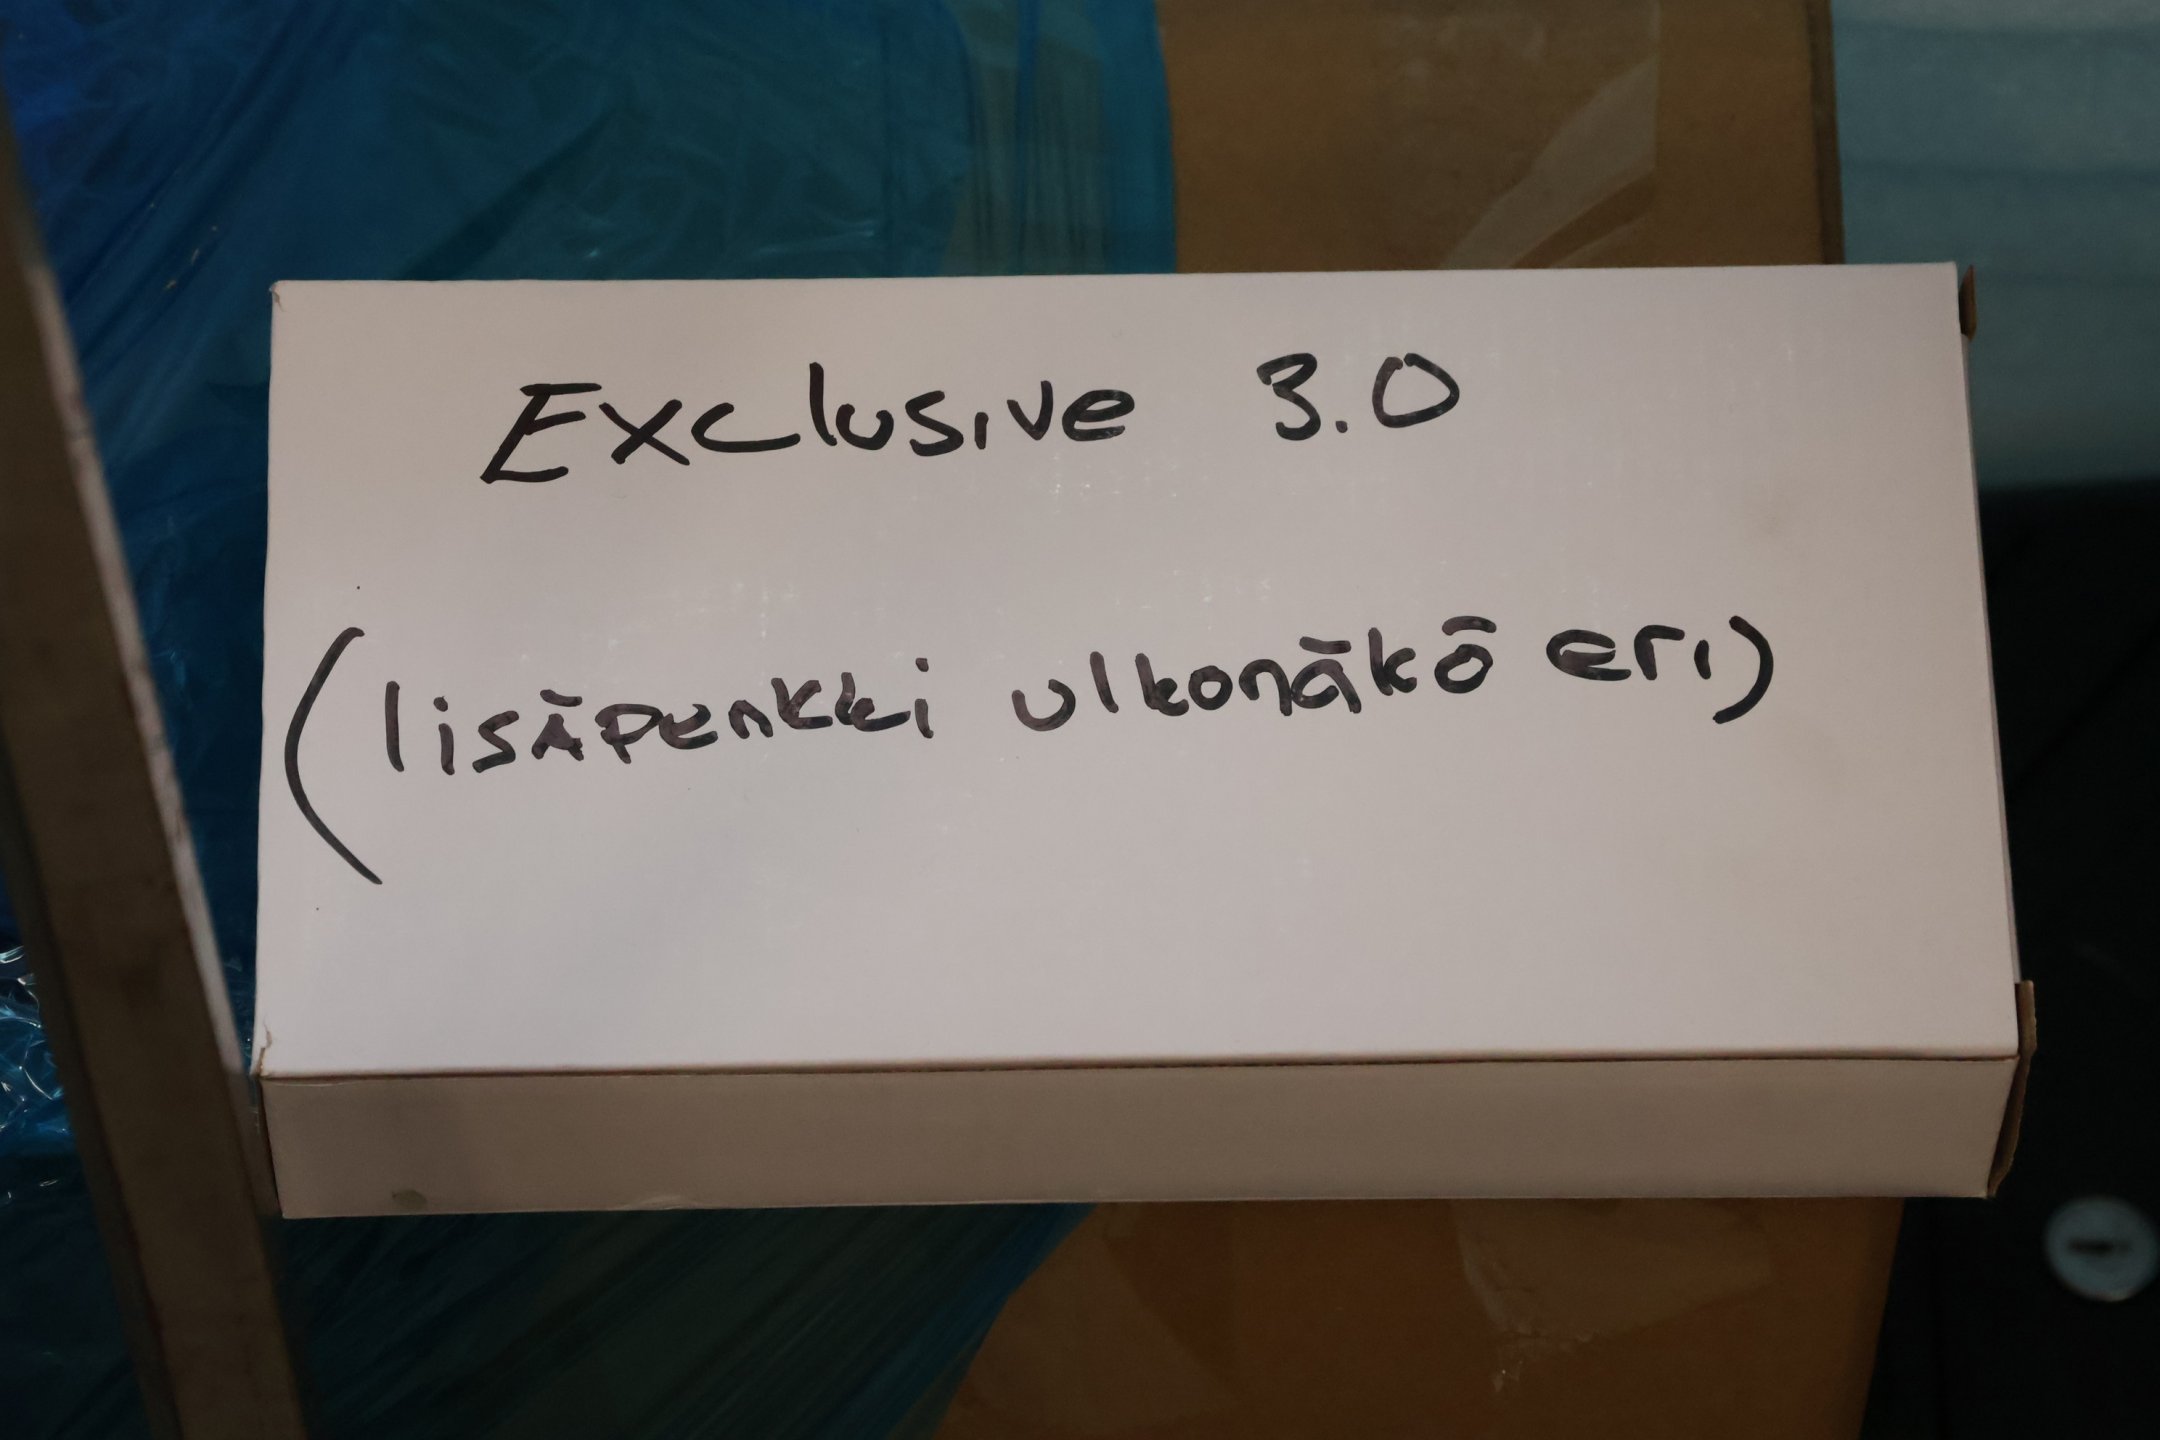 Exclusive 3.0
(lisäpenkki ulkonäkö eri)